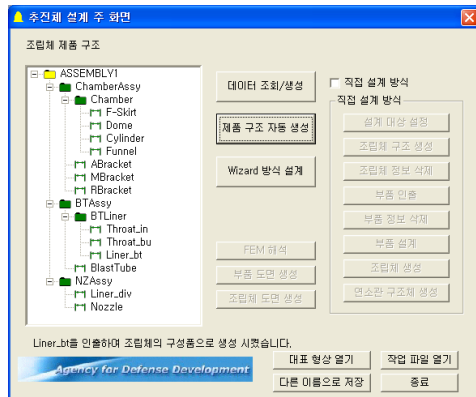 추진체 설계 주 화면
조립체 제품 구조
ASSEMBLY1
ChamberAssy
Chamber
F-Skirt
Dome
Cylinder
Funnel
ABracket
MBracket
RBracket
BTAssy
BTLiner
Throat_in
Throat_bu
Liner_bt
BlastTube
NZAssy
Liner_div
Nozzle
데이터 조회/생성
제품 구조 자동 생성
Wizard 방식 설계
FEM 해석
부품 도면 생성
조립체 도면 생성
직접 설계 방식
직접 설계 방식
설계 대상 설정
조립체 구조 생성
조립체 정보 삭제
부품 인출
부품 정보 삭제
부품 설계
조립체 생성
연소관 구조체 생성
Liner_bt를 인출하며 조립체의 구성품으로 생성 시켰습니다.
Agency for Defense Development
대표 형상 열기
작업 파일 열기
다른 이름으로 저장
종료